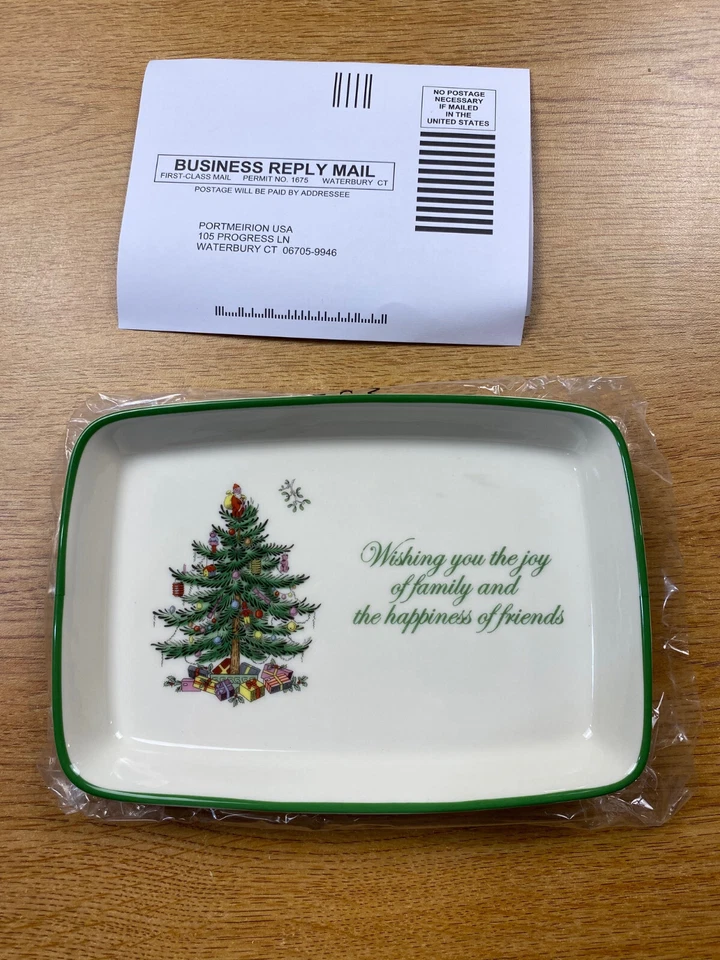 NO POSTAGE
NECESSARY
IF MAILED
IN THE
UNITED STATES
BUSINESS REPLY MAIL
FIRST-CLASS MAIL PERMIT NO. 1675 WATERBURY CT
POSTAGE WILL BE PAID BY ADDRESSEE
PORTMEIRION USA
105 PROGRESS LN
WATERBURY CT 06705-9946
Wishing you the joy
of family and
the happiness of friends